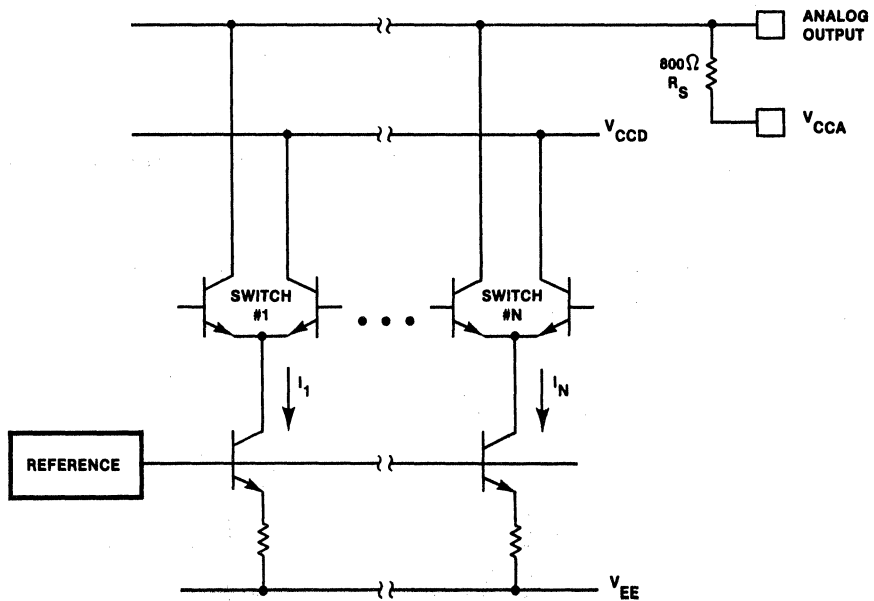 ANALOG
OUTPUT
800Ω
R_S
V_CCA
V_CCD
SWITCH
#1
SWITCH
#N
I_1
I_N
REFERENCE
V_EE